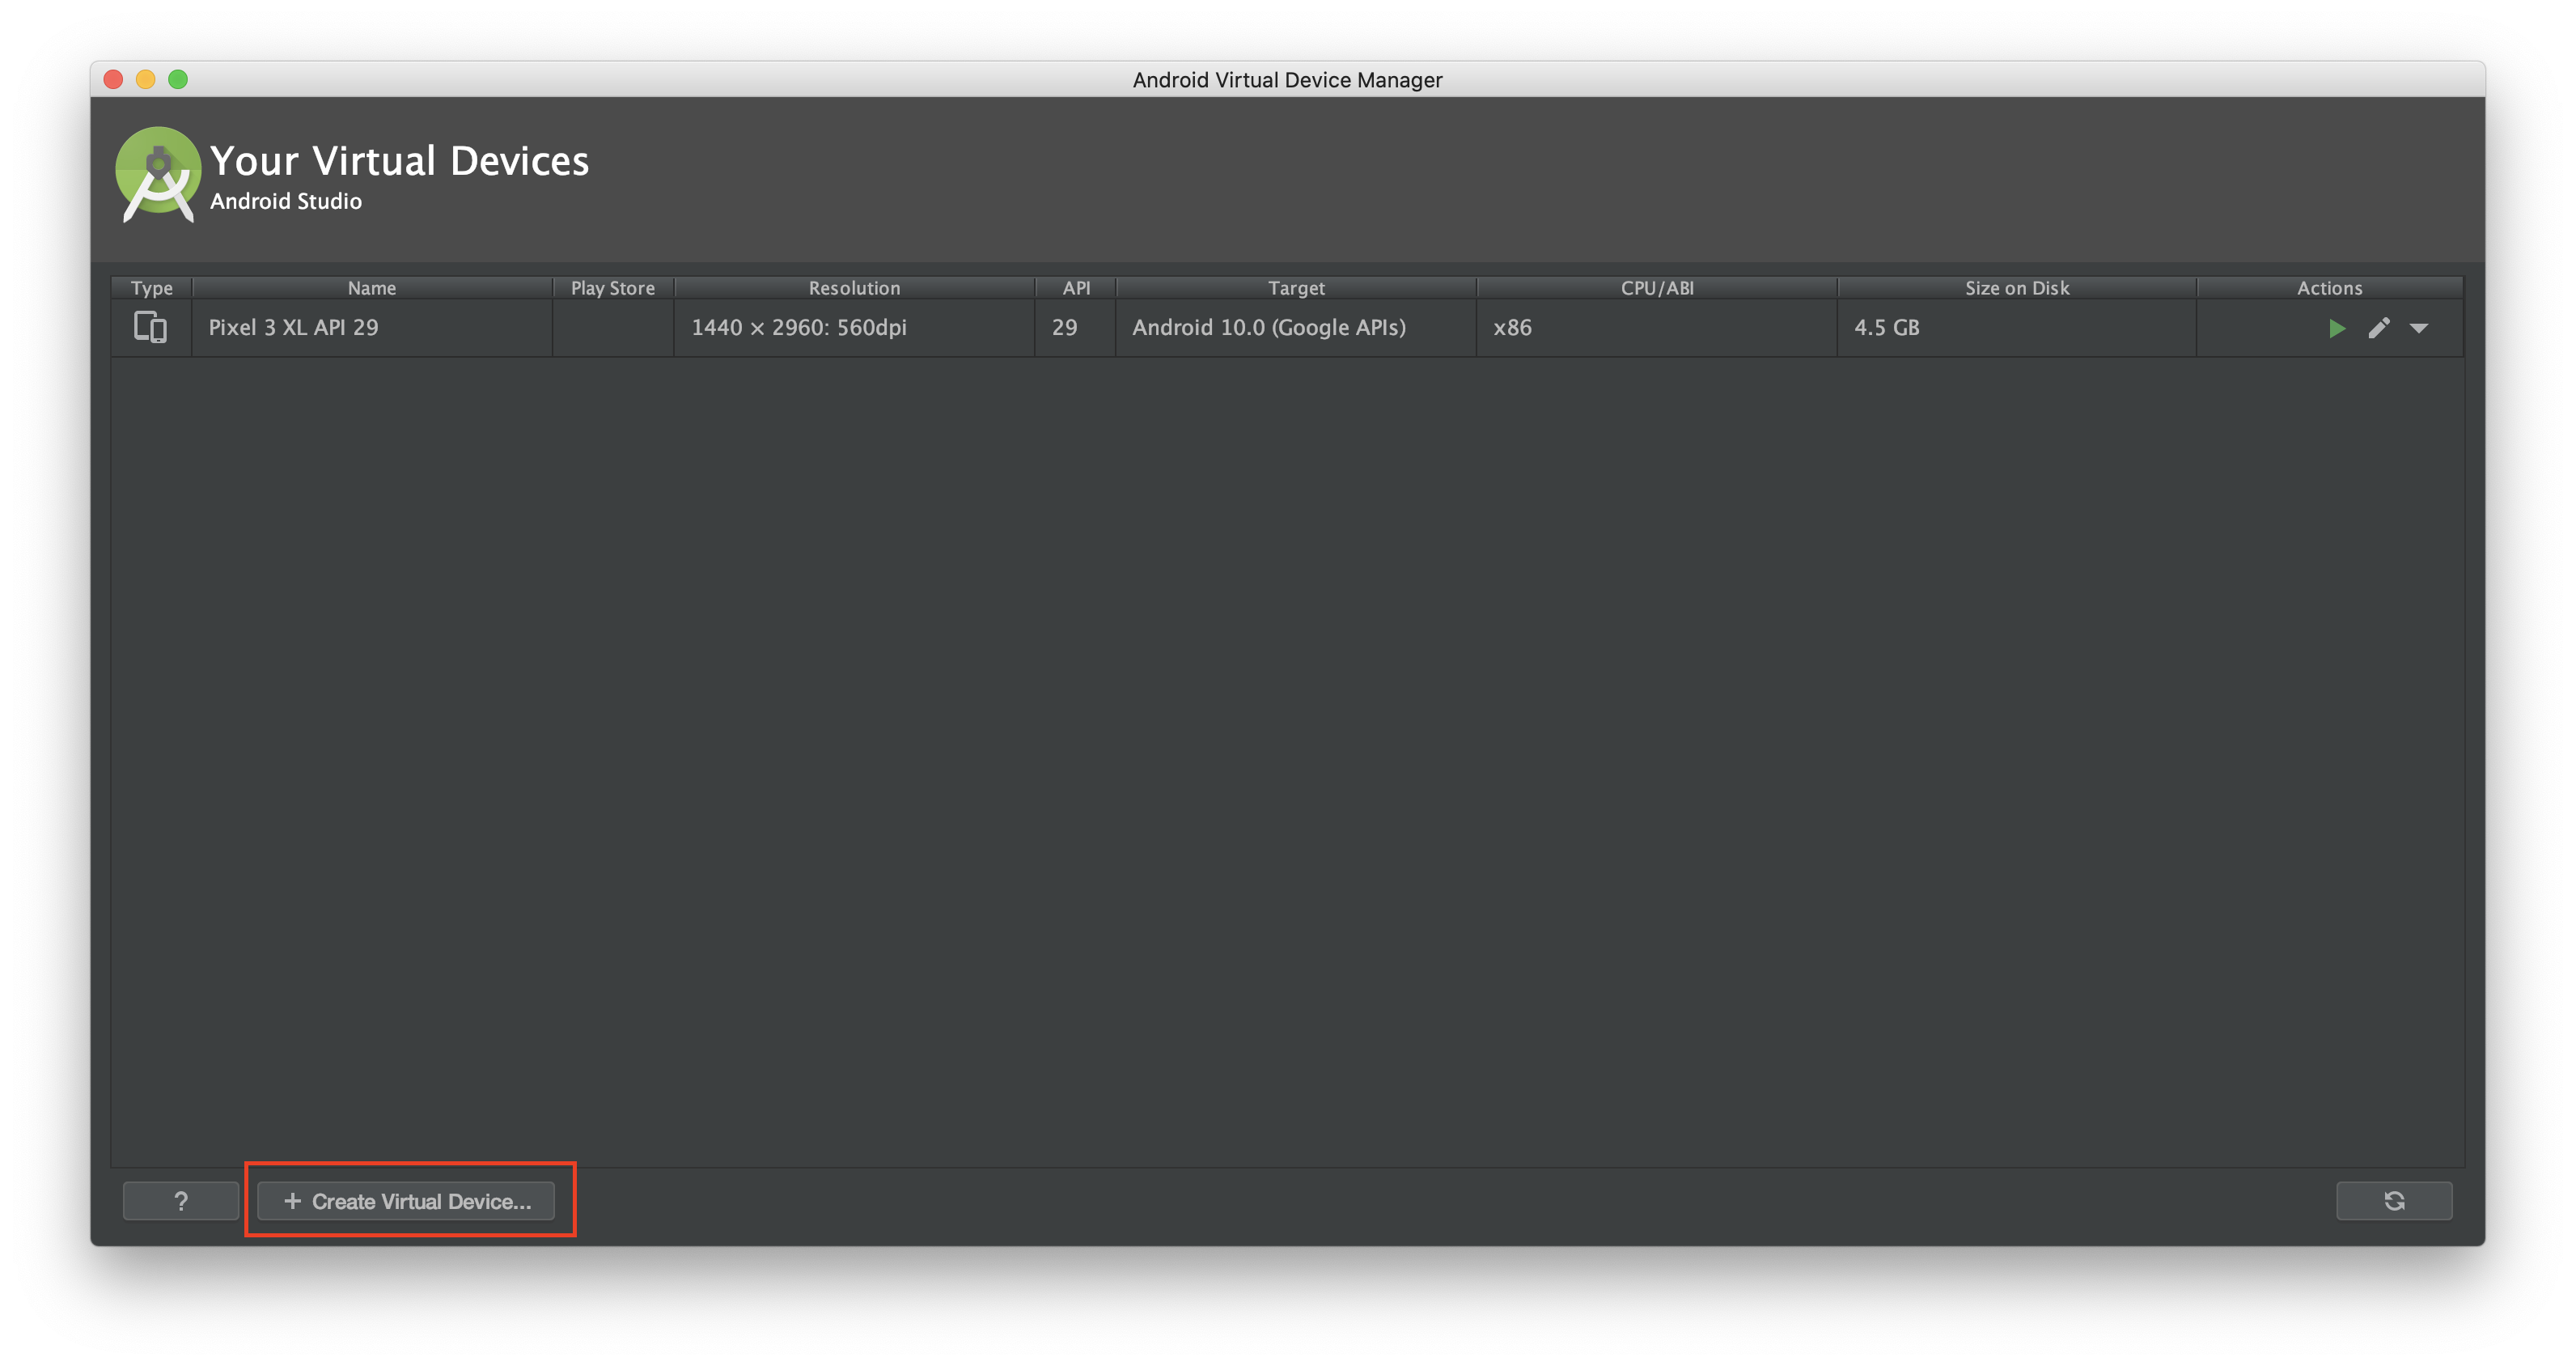 Android Virtual Device Manager
Your Virtual Devices
Android Studio
Type Name Play Store Resolution API Target CPU/ABI Size on Disk Actions
Pixel 3 XL API 29 1440 × 2960: 560dpi 29 Android 10.0 (Google APIs) x86 4.5 GB
? + Create Virtual Device...